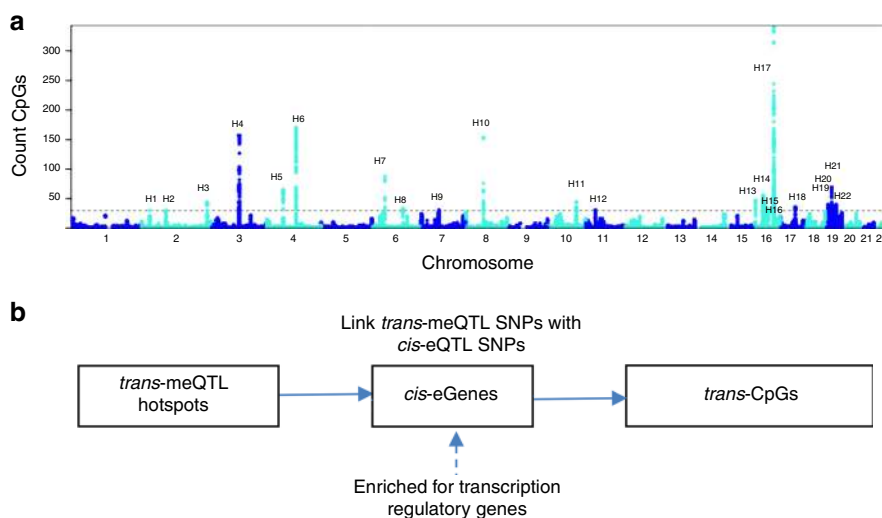 a
Count CpGs
300
250
200
150
100
50
H1
H2
H3
H4
H5
H6
H7
H8
H9
H10
H11
H12
H13
H14
H15
H16
H17
H18
H19
H20
H21
H22
1 2 3 4 5 6 7 8 9 10 11 12 13 14 15 16 17 18 19 20 21 2
Chromosome
b
Link trans-meQTL SNPs with
cis-eQTL SNPs
trans-meQTL
hotspots
cis-eGenes
trans-CpGs
Enriched for transcription
regulatory genes